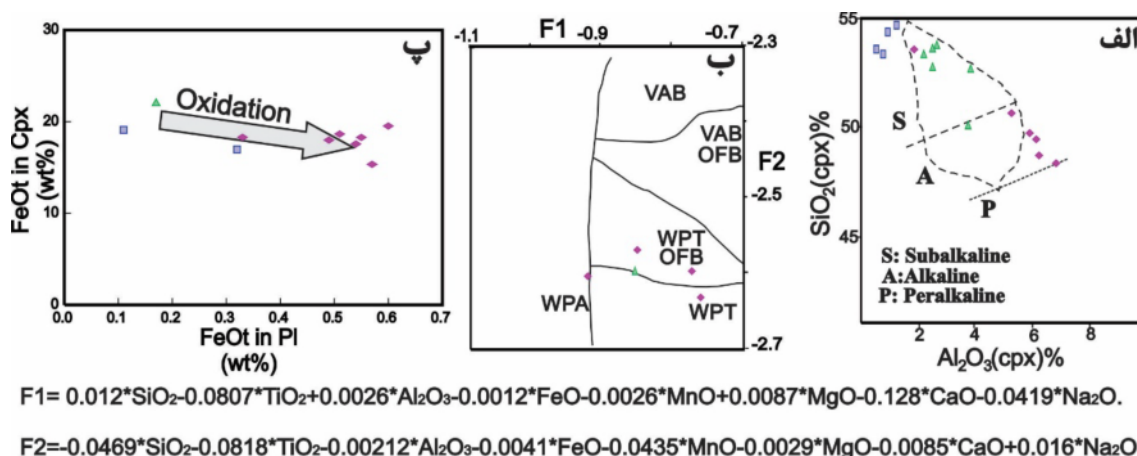 پ
30
20
10
0
FeOt in Cpx
(wt%)
Oxidation
0.0 0.1 0.2 0.3 0.4 0.5 0.6 0.7
FeOt in Pl
(wt%)
F1
-1.1 -0.9 -0.7
ب
-2.3
-2.5
-2.7
F2
VAB
VAB
OFB
WPT
OFB
WPA
WPT
الف
55
50
45
SiO₂(cpx)%
S
A
P
S: Subalkaline
A:Alkaline
P: Peralkaline
2 4 6 8
Al₂O₃(cpx)%
F1= 0.012*SiO₂-0.0807*TiO₂+0.0026*Al₂O₃-0.0012*FeO-0.0026*MnO+0.0087*MgO-0.128*CaO-0.0419*Na₂O.
F2=-0.0469*SiO₂-0.0818*TiO₂-0.00212*Al₂O₃-0.0041*FeO-0.0435*MnO-0.0029*MgO-0.0085*CaO+0.016*Na₂O